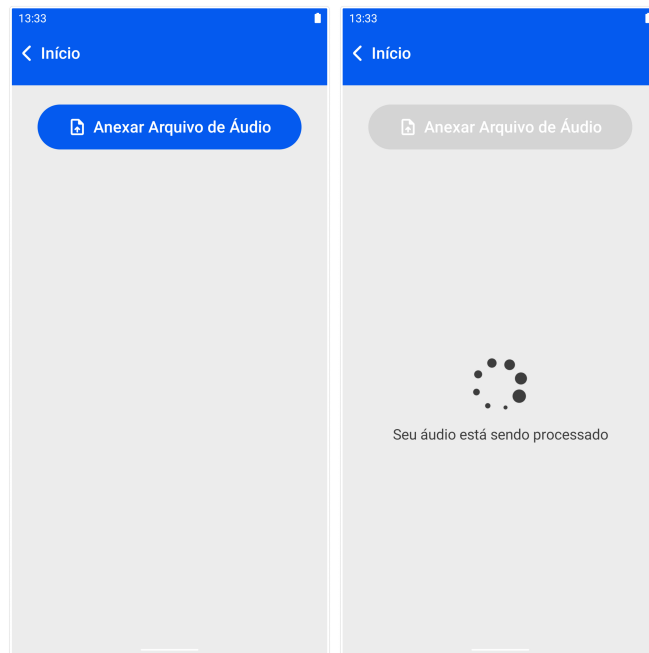 13:33
Início
Anexar Arquivo de Áudio
13:33
Início
Anexar Arquivo de Áudio
Seu áudio está sendo processado